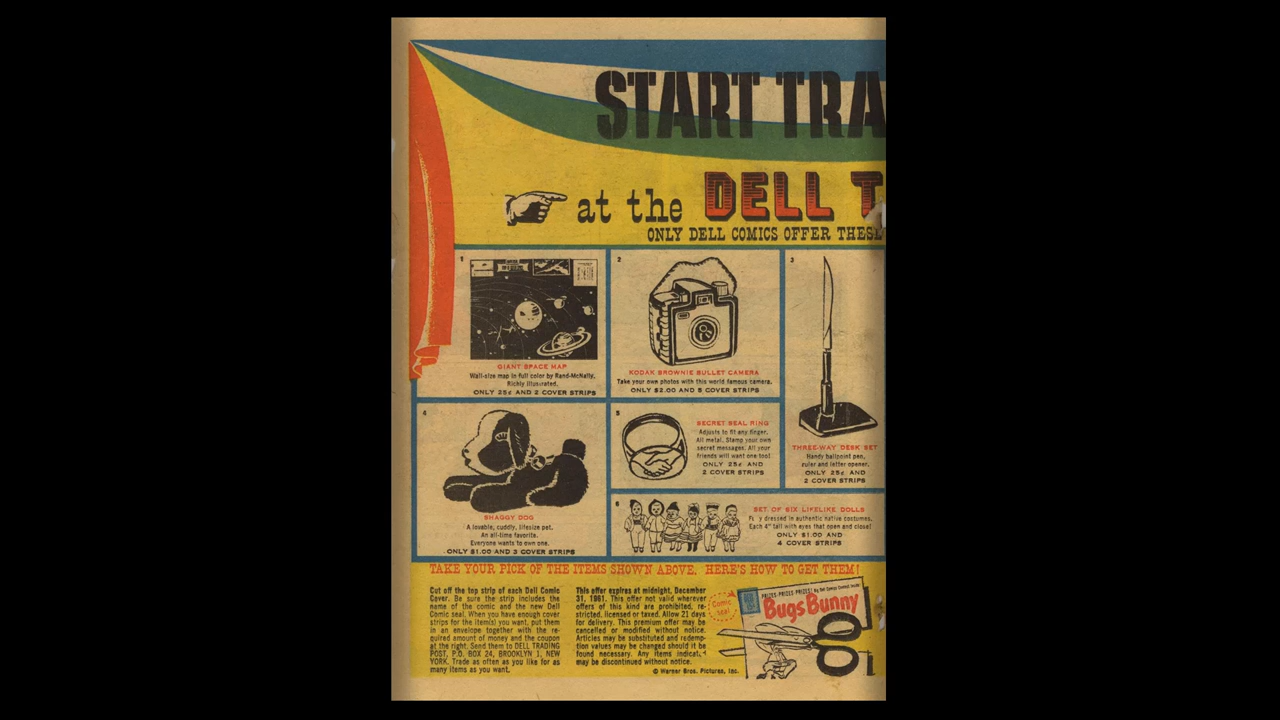 START TRA
at the DELL T
ONLY DELL COMICS OFFER THESE
1
GIANT SPACE MAP
Wall-size map in full color by Rand-McNally.
Richly illustrated.
ONLY 25¢ AND 2 COVER STRIPS
2
KODAK BROWNIE BULLET CAMERA
Take your own photos with this world famous camera.
ONLY $2.00 AND 5 COVER STRIPS
3
THREE-WAY DESK SET
Handy ballpoint pen,
ruler and letter opener.
ONLY 25¢ AND
2 COVER STRIPS
4
SHAGGY DOG
A lovable, cuddly, lifesize pet.
An all-time favorite.
Everyone wants to own one.
ONLY $1.00 AND 3 COVER STRIPS
5
SECRET SEAL RING
Adjusts to fit any finger.
All metal. Stamp your own
secret messages. All your
friends will want one too!
ONLY 25¢ AND
2 COVER STRIPS
6
SET OF SIX LIFELIKE DOLLS
dressed in authentic native costumes.
Each 4" tall with eyes that open and close!
ONLY $1.00 AND
4 COVER STRIPS
TAKE YOUR PICK OF THE ITEMS SHOWN ABOVE. HERE'S HOW TO GET THEM!
Cut off the top strip of each Dell Comic
Cover. Be sure the strip includes the
name of the comic and the new Dell
Comic seal. When you have enough cover
strips for the item(s) you want, put them
in an envelope together with the re-
quired amount of money and the coupon
at the right. Send them to DELL TRADING
POST, P.O. BOX 24, BROOKLYN 1, NEW
YORK. Trade as often as you like for as
many items as you want.
This offer expires at midnight, December
31, 1961. This offer not valid wherever
offers of this kind are prohibited, re-
stricted, licensed or taxed. Allow 21 days
for delivery. This premium offer may be
cancelled or modified without notice.
Articles may be substituted and redemp-
tion values may be changed should it be
found necessary. Any items indicat
may be discontinued without notice.
© Warner Bros. Pictures, Inc.
Comic
seal
PRIZES-PRIZES-PRIZES!
Bugs Bunny